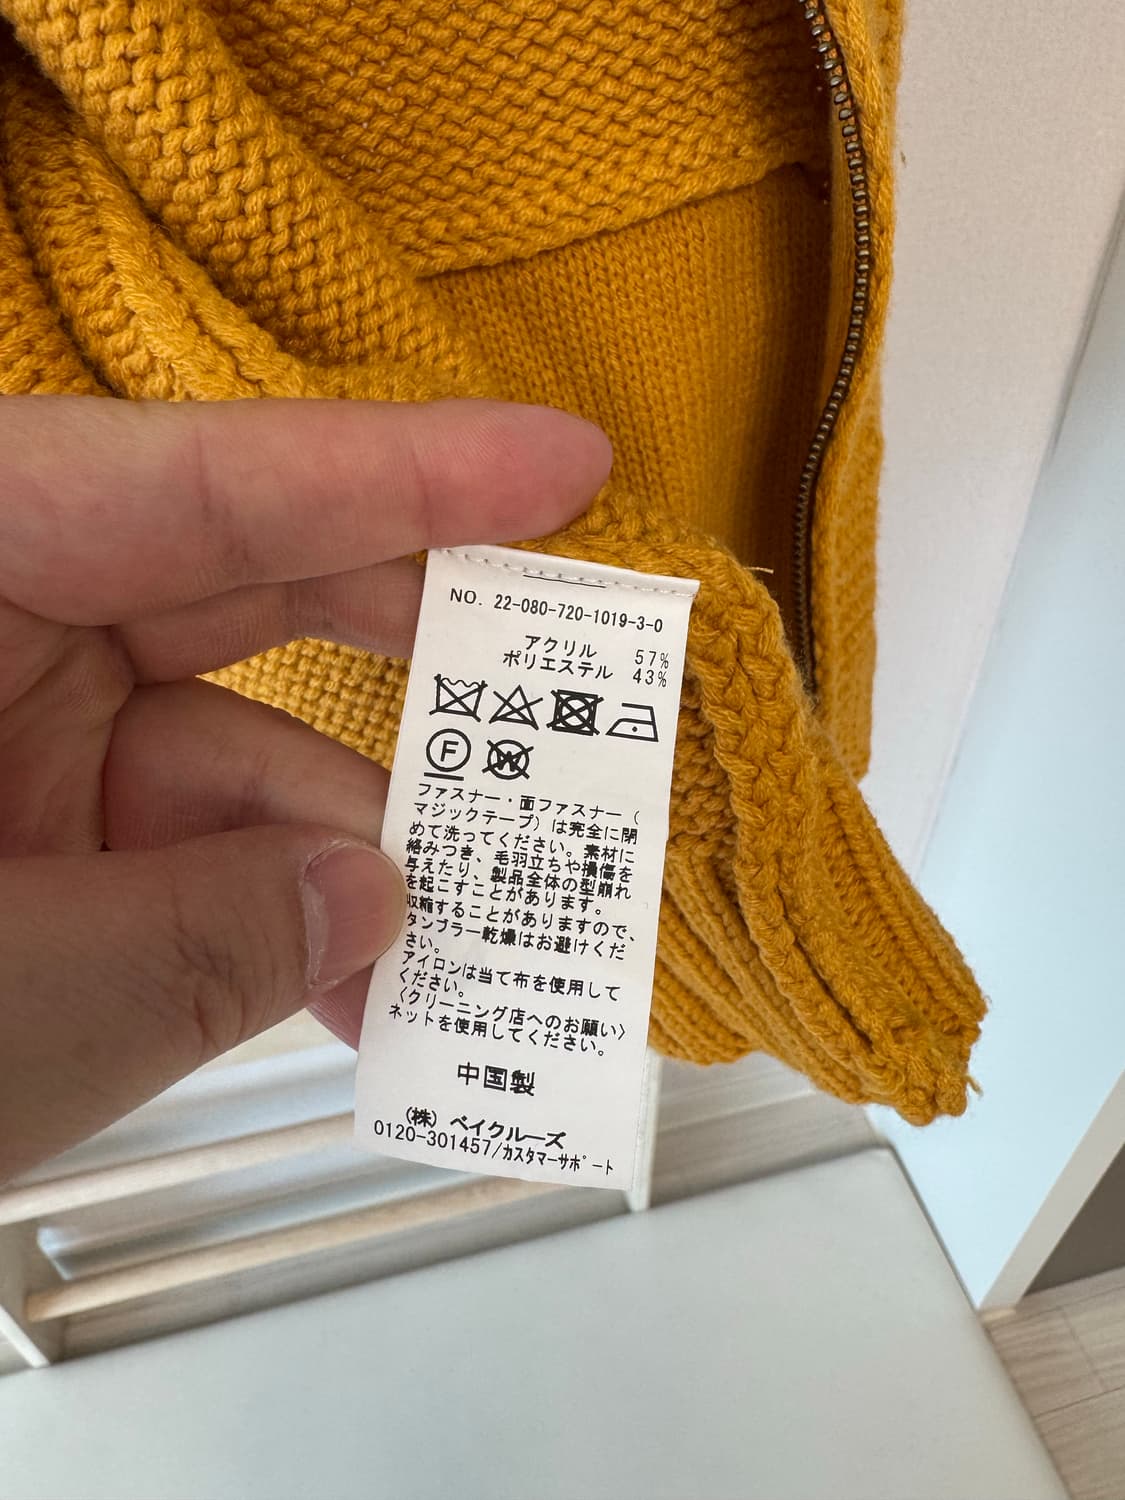 NO. 22-080-720-1019-3-0
アクリル 57%
ポリエステル 43%
F
W
ファスナー・面ファスナー(
マジックテープ)は完全に閉
めて洗ってください。素材に
絡みつき、毛羽立ちや損傷を
与えたり、製品全体の型崩れ
を起こすことがあります。
収縮することがありますので、
タンブラー乾燥はお避けくだ
さい。
アイロンは当て布を使用して
ください。
〈クリーニング店へのお願い〉
ネットを使用してください。
中国製
(株) ベイクルーズ
0120-301457/カスタマーサポート